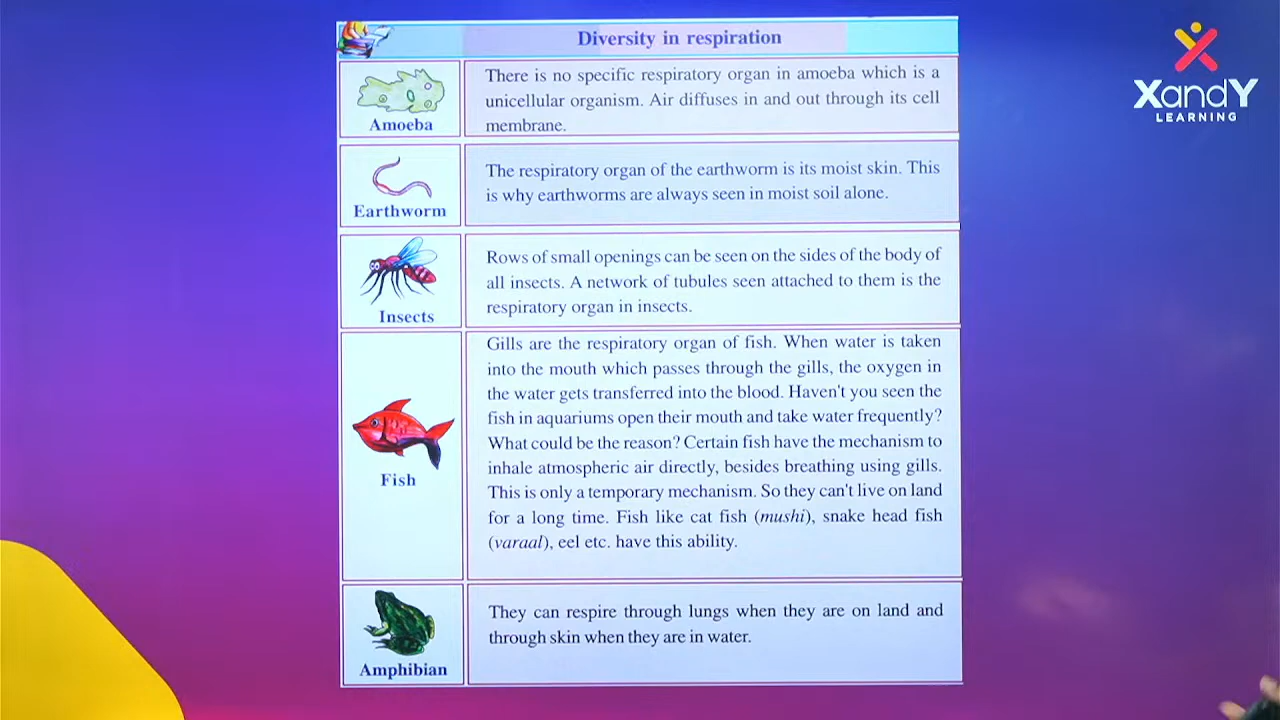 Diversity in respiration
XandY
LEARNING
Amoeba
There is no specific respiratory organ in amoeba which is a
unicellular organism. Air diffuses in and out through its cell
membrane.
Earthworm
The respiratory organ of the earthworm is its moist skin. This
is why earthworms are always seen in moist soil alone.
Insects
Rows of small openings can be seen on the sides of the body of
all insects. A network of tubules seen attached to them is the
respiratory organ in insects.
Fish
Gills are the respiratory organ of fish. When water is taken
into the mouth which passes through the gills, the oxygen in
the water gets transferred into the blood. Haven't you seen the
fish in aquariums open their mouth and take water frequently?
What could be the reason? Certain fish have the mechanism to
inhale atmospheric air directly, besides breathing using gills.
This is only a temporary mechanism. So they can't live on land
for a long time. Fish like cat fish (mushi), snake head fish
(varaal), eel etc. have this ability.
Amphibian
They can respire through lungs when they are on land and
through skin when they are in water.